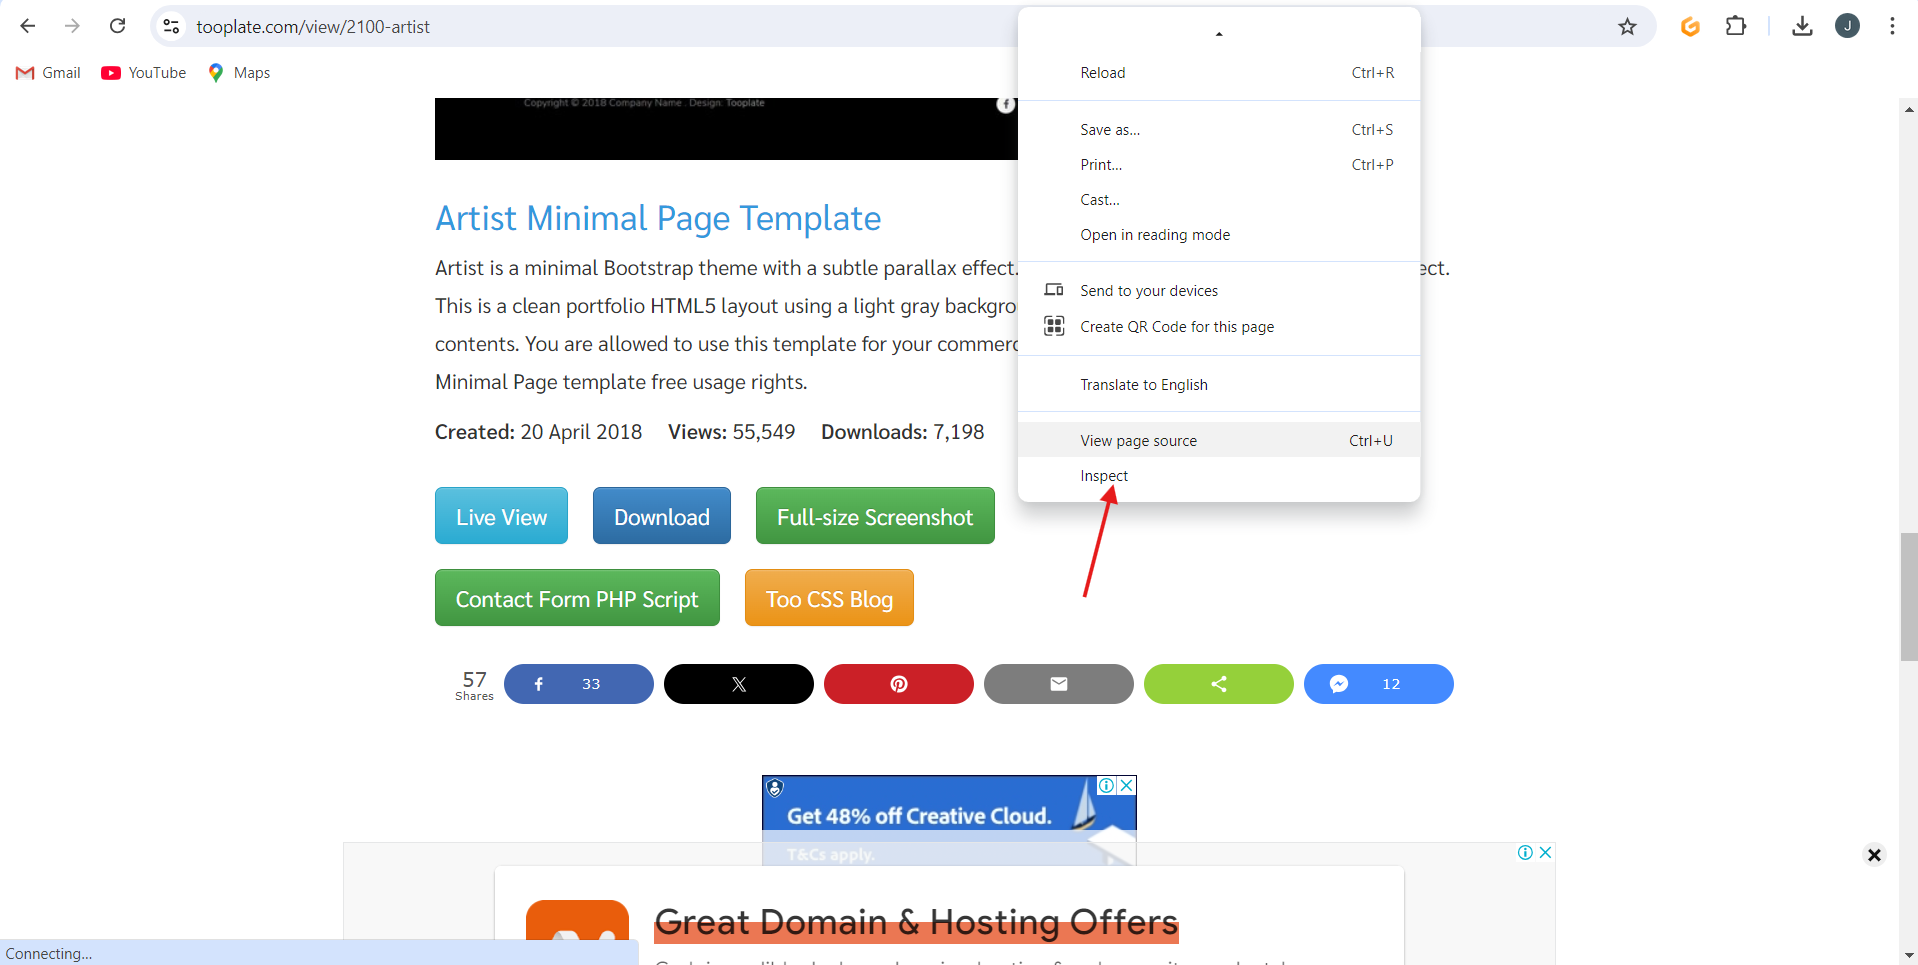 tooplate.com/view/2100-artist
J
Gmail
YouTube
Maps
Copyright © 2018 Company Name . Design: Tooplate
Reload Ctrl+R
Save as... Ctrl+S
Print... Ctrl+P
Cast...
Open in reading mode
Send to your devices
Create QR Code for this page
Translate to English
View page source Ctrl+U
Inspect
Artist Minimal Page Template
Artist is a minimal Bootstrap theme with a subtle parallax effect.
This is a clean portfolio HTML5 layout using a light gray
contents. You are allowed to use this template for your
Minimal Page template free usage rights.
Created: 20 April 2018 Views: 55,549 Downloads: 7,198
Live View
Download
Full-size Screenshot
Contact Form PHP Script
Too CSS Blog
57
Shares
33
12
Get 48% off Creative Cloud.
T&Cs apply.
Great Domain & Hosting Offers
Connecting...